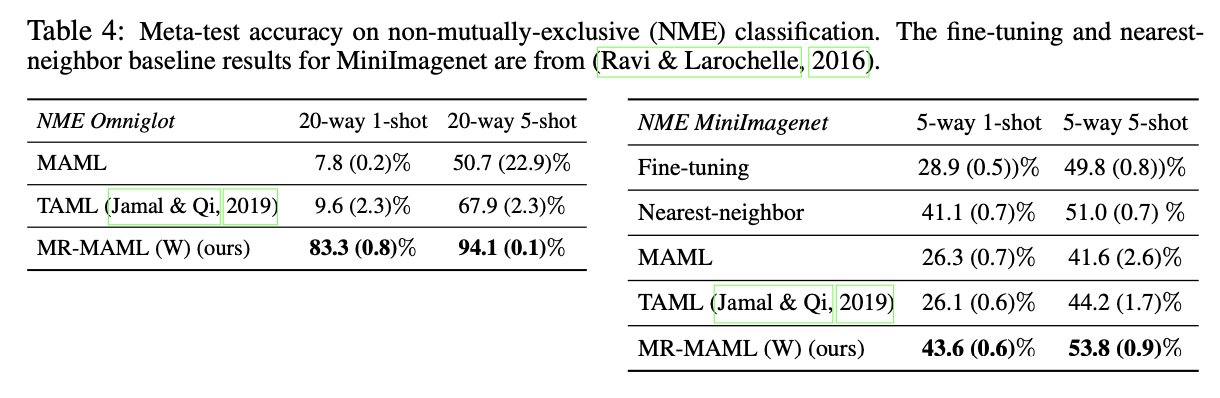 Table 4: Meta-test accuracy on non-mutually-exclusive (NME) classification. The fine-tuning and nearest-
neighbor baseline results for MiniImagenet are from (Ravi & Larochelle, 2016).
NME Omniglot 20-way 1-shot 20-way 5-shot
MAML 7.8 (0.2)% 50.7 (22.9)%
TAML (Jamal & Qi, 2019) 9.6 (2.3)% 67.9 (2.3)%
MR-MAML (W) (ours) 83.3 (0.8)% 94.1 (0.1)%
NME MiniImagenet 5-way 1-shot 5-way 5-shot
Fine-tuning 28.9 (0.5))% 49.8 (0.8))%
Nearest-neighbor 41.1 (0.7)% 51.0 (0.7) %
MAML 26.3 (0.7)% 41.6 (2.6)%
TAML (Jamal & Qi, 2019) 26.1 (0.6)% 44.2 (1.7)%
MR-MAML (W) (ours) 43.6 (0.6)% 53.8 (0.9)%